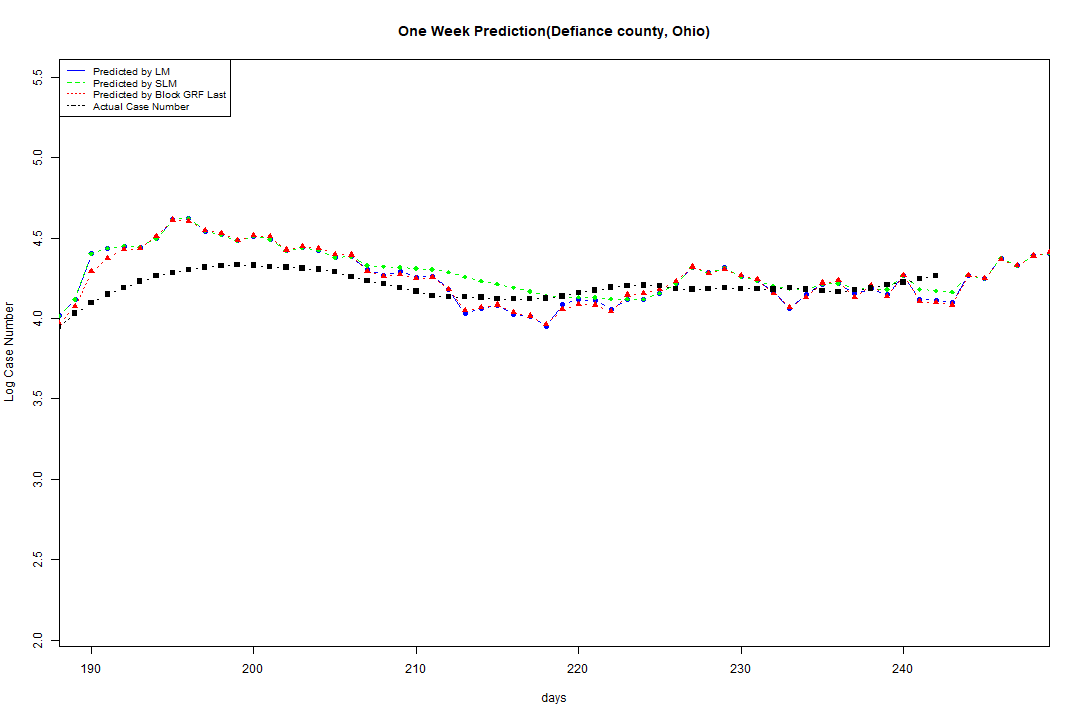 One Week Prediction(Defiance county, Ohio)
Predicted by LM
Predicted by SLM
Predicted by Block GRF Last
Actual Case Number
5.5
5.0
4.5
4.0
3.5
3.0
2.5
2.0
Log Case Number
190 200 210 220 230 240
days